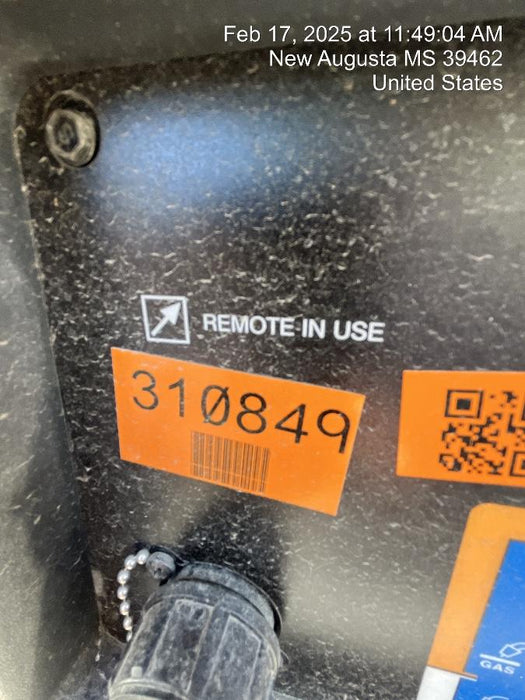 Feb 17, 2025 at 11:49:04 AM
New Augusta MS 39462
United States
REMOTE IN USE
310849
GAS